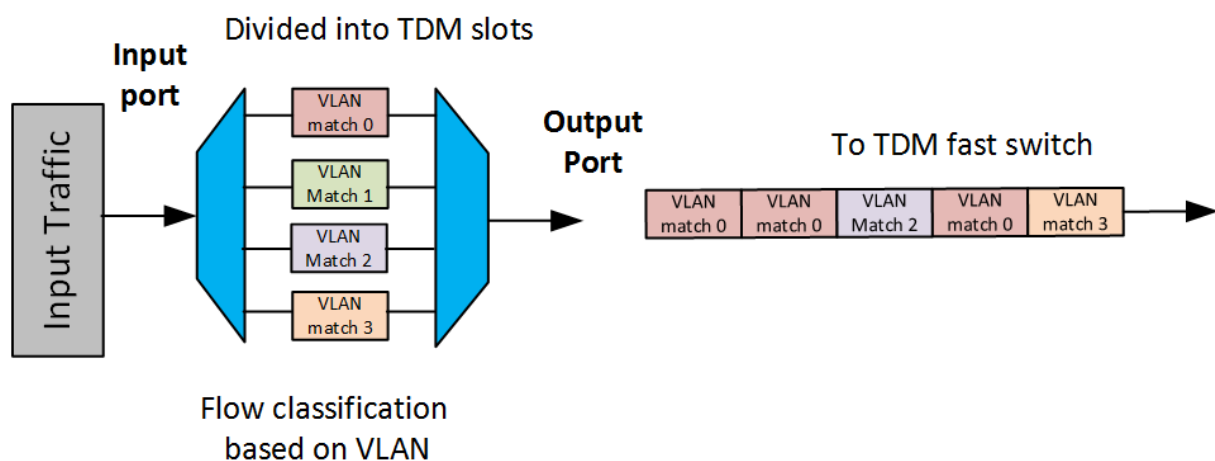 Divided into TDM slots
Input
port
Input Traffic
VLAN
match 0
VLAN
Match 1
VLAN
Match 2
VLAN
match 3
Output
Port
To TDM fast switch
VLAN
match 0
VLAN
match 0
VLAN
Match 2
VLAN
match 0
VLAN
match 3
Flow classification
based on VLAN